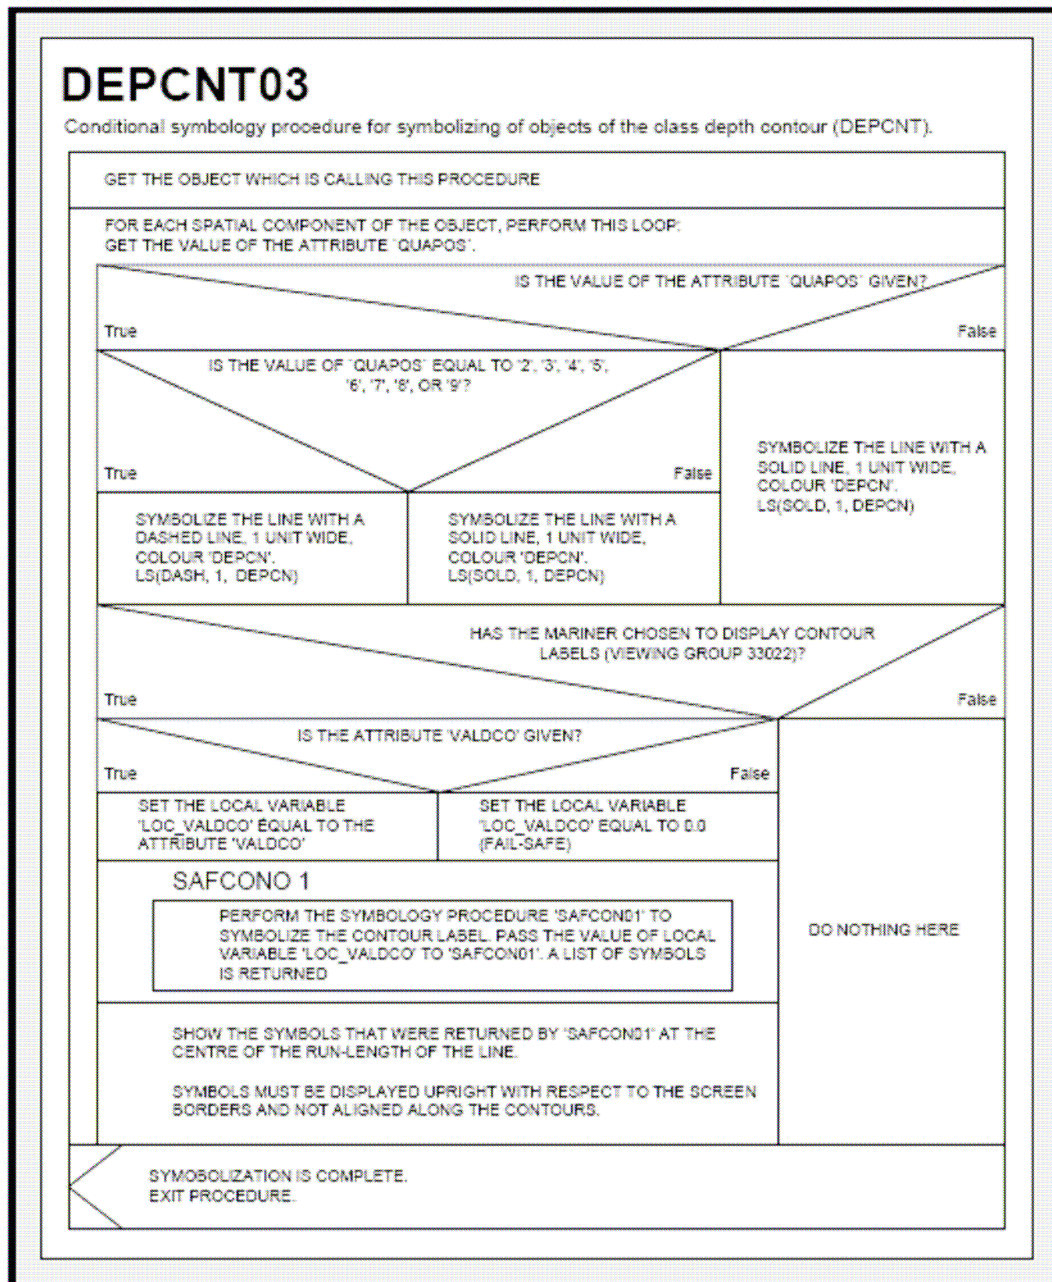 DEPCNT03
Conditional symbology procedure for symbolizing of objects of the class depth contour (DEPCNT).
GET THE OBJECT WHICH IS CALLING THIS PROCEDURE
FOR EACH SPATIAL COMPONENT OF THE OBJECT, PERFORM THIS LOOP:
GET THE VALUE OF THE ATTRIBUTE `QUAPOS`.
IS THE VALUE OF THE ATTRIBUTE `QUAPOS` GIVEN?
True
False
IS THE VALUE OF `QUAPOS` EQUAL TO '2', '3', '4', '5',
'6', '7', '8', OR '9'?
True
False
SYMBOLIZE THE LINE WITH A
DASHED LINE, 1 UNIT WIDE,
COLOUR 'DEPCN'.
LS(DASH, 1, DEPCN)
SYMBOLIZE THE LINE WITH A
SOLID LINE, 1 UNIT WIDE,
COLOUR 'DEPCN'.
LS(SOLD, 1, DEPCN)
SYMBOLIZE THE LINE WITH A
SOLID LINE, 1 UNIT WIDE,
COLOUR 'DEPCN'.
LS(SOLD, 1, DEPCN)
HAS THE MARINER CHOSEN TO DISPLAY CONTOUR
LABELS (VIEWING GROUP 33022)?
True
False
IS THE ATTRIBUTE 'VALDCO' GIVEN?
True
False
SET THE LOCAL VARIABLE
'LOC_VALDCO' EQUAL TO THE
ATTRIBUTE 'VALDCO'
SET THE LOCAL VARIABLE
'LOC_VALDCO' EQUAL TO 0.0
(FAIL-SAFE)
SAFCONO 1
PERFORM THE SYMBOLOGY PROCEDURE 'SAFCON01' TO
SYMBOLIZE THE CONTOUR LABEL. PASS THE VALUE OF LOCAL
VARIABLE 'LOC_VALDCO' TO 'SAFCON01'. A LIST OF SYMBOLS
IS RETURNED
DO NOTHING HERE
SHOW THE SYMBOLS THAT WERE RETURNED BY 'SAFCON01' AT THE
CENTRE OF THE RUN-LENGTH OF THE LINE.
SYMBOLS MUST BE DISPLAYED UPRIGHT WITH RESPECT TO THE SCREEN
BORDERS AND NOT ALIGNED ALONG THE CONTOURS.
SYMOBOLIZATION IS COMPLETE.
EXIT PROCEDURE.